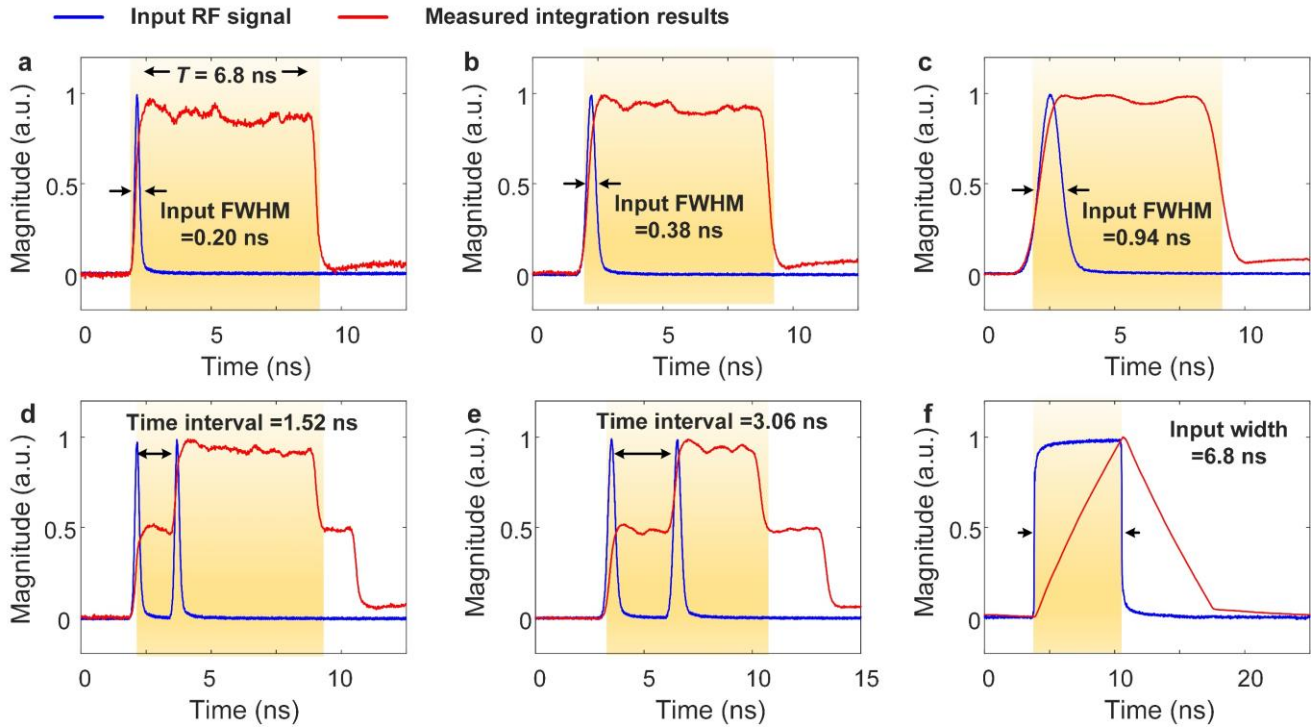 Input RF signal
Measured integration results
a
T = 6.8 ns
Magnitude (a.u.)
1
0.5
0
Input FWHM
=0.20 ns
0
5
10
Time (ns)
b
Magnitude (a.u.)
1
0.5
0
Input FWHM
=0.38 ns
0
5
10
Time (ns)
c
Magnitude (a.u.)
1
0.5
0
Input FWHM
=0.94 ns
0
5
10
Time (ns)
d
Time interval =1.52 ns
Magnitude (a.u.)
1
0.5
0
0
5
10
Time (ns)
e
Time interval =3.06 ns
Magnitude (a.u.)
1
0.5
0
0
5
10
15
Time (ns)
f
Input width
=6.8 ns
Magnitude (a.u.)
1
0.5
0
0
10
20
Time (ns)